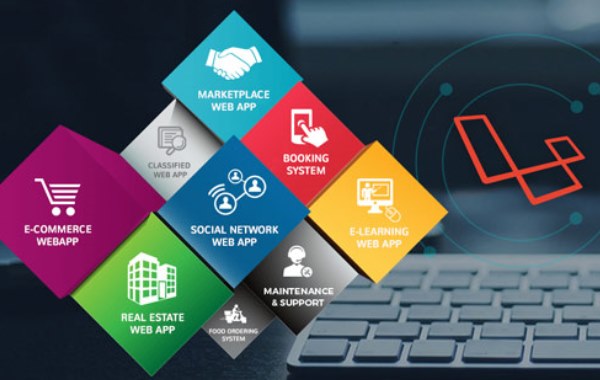 MARKETPLACE
WEB APP
CLASSIFIED
WEB APP
BOOKING
SYSTEM
E-COMMERCE
WEBAPP
SOCIAL NETWORK
WEB APP
E-LEARNING
WEB APP
REAL ESTATE
WEB APP
MAINTENANCE
& SUPPORT
FOOD ORDERING
SYSTEM